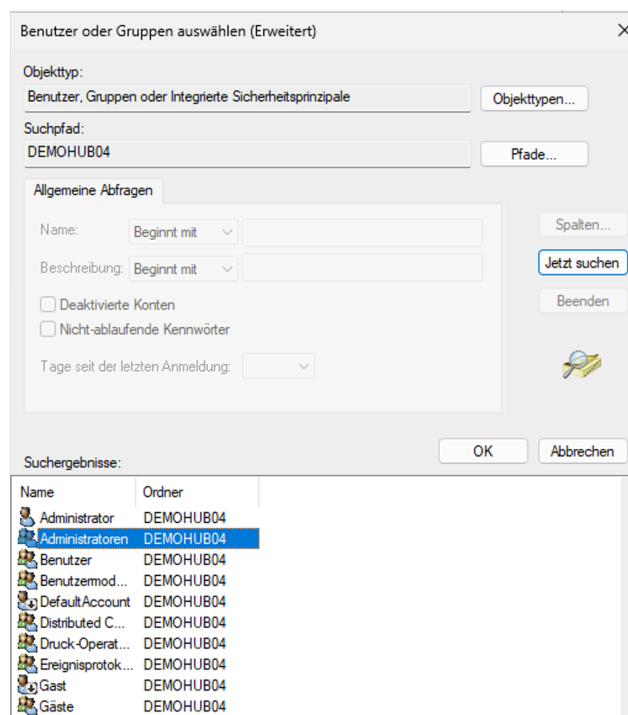 Benutzer oder Gruppen auswählen (Erweitert)
Objekttyp:
Benutzer, Gruppen oder Integrierte Sicherheitsprinzipale
Objekttypen...
Suchpfad:
DEMOHUB04
Pfade...
Allgemeine Abfragen
Name: Beginnt mit
Beschreibung: Beginnt mit
Deaktivierte Konten
Nicht-ablaufende Kennwörter
Tage seit der letzten Anmeldung:
Spalten...
Jetzt suchen
Beenden
OK Abbrechen
Suchergebnisse:
Name Ordner
Administrator DEMOHUB04
Administratoren DEMOHUB04
Benutzer DEMOHUB04
Benutzermod... DEMOHUB04
DefaultAccount DEMOHUB04
Distributed C... DEMOHUB04
Druck-Operat... DEMOHUB04
Ereignisprotok... DEMOHUB04
Gast DEMOHUB04
Gäste DEMOHUB04